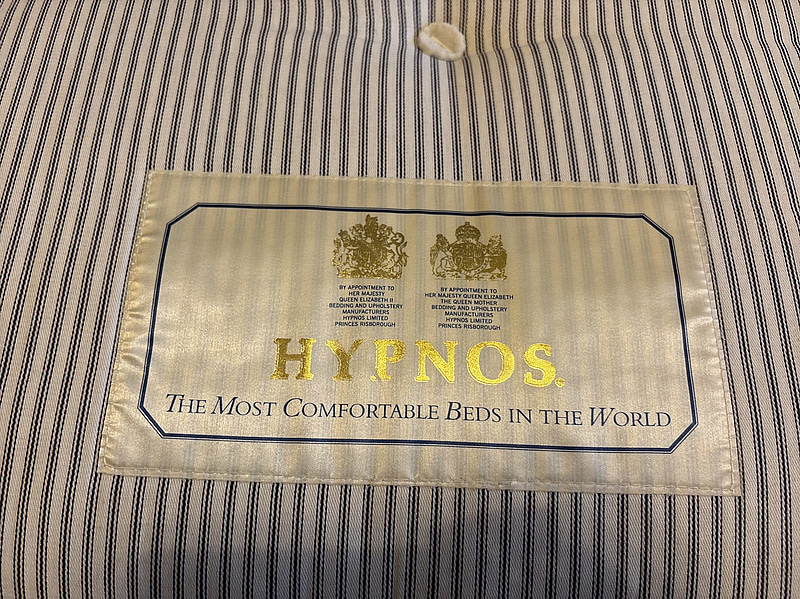 BY APPOINTMENT TO
HER MAJESTY
QUEEN ELIZABETH II
BEDDING AND UPHOLSTERY
MANUFACTURERS
HYPNOS LIMITED
PRINCES RISBOROUGH
BY APPOINTMENT TO
HER MAJESTY QUEEN ELIZABETH
THE QUEEN MOTHER
BEDDING AND UPHOLSTERY
MANUFACTURERS
HYPNOS LIMITED
PRINCES RISBOROUGH
HYPNOS®
THE MOST COMFORTABLE BEDS IN THE WORLD